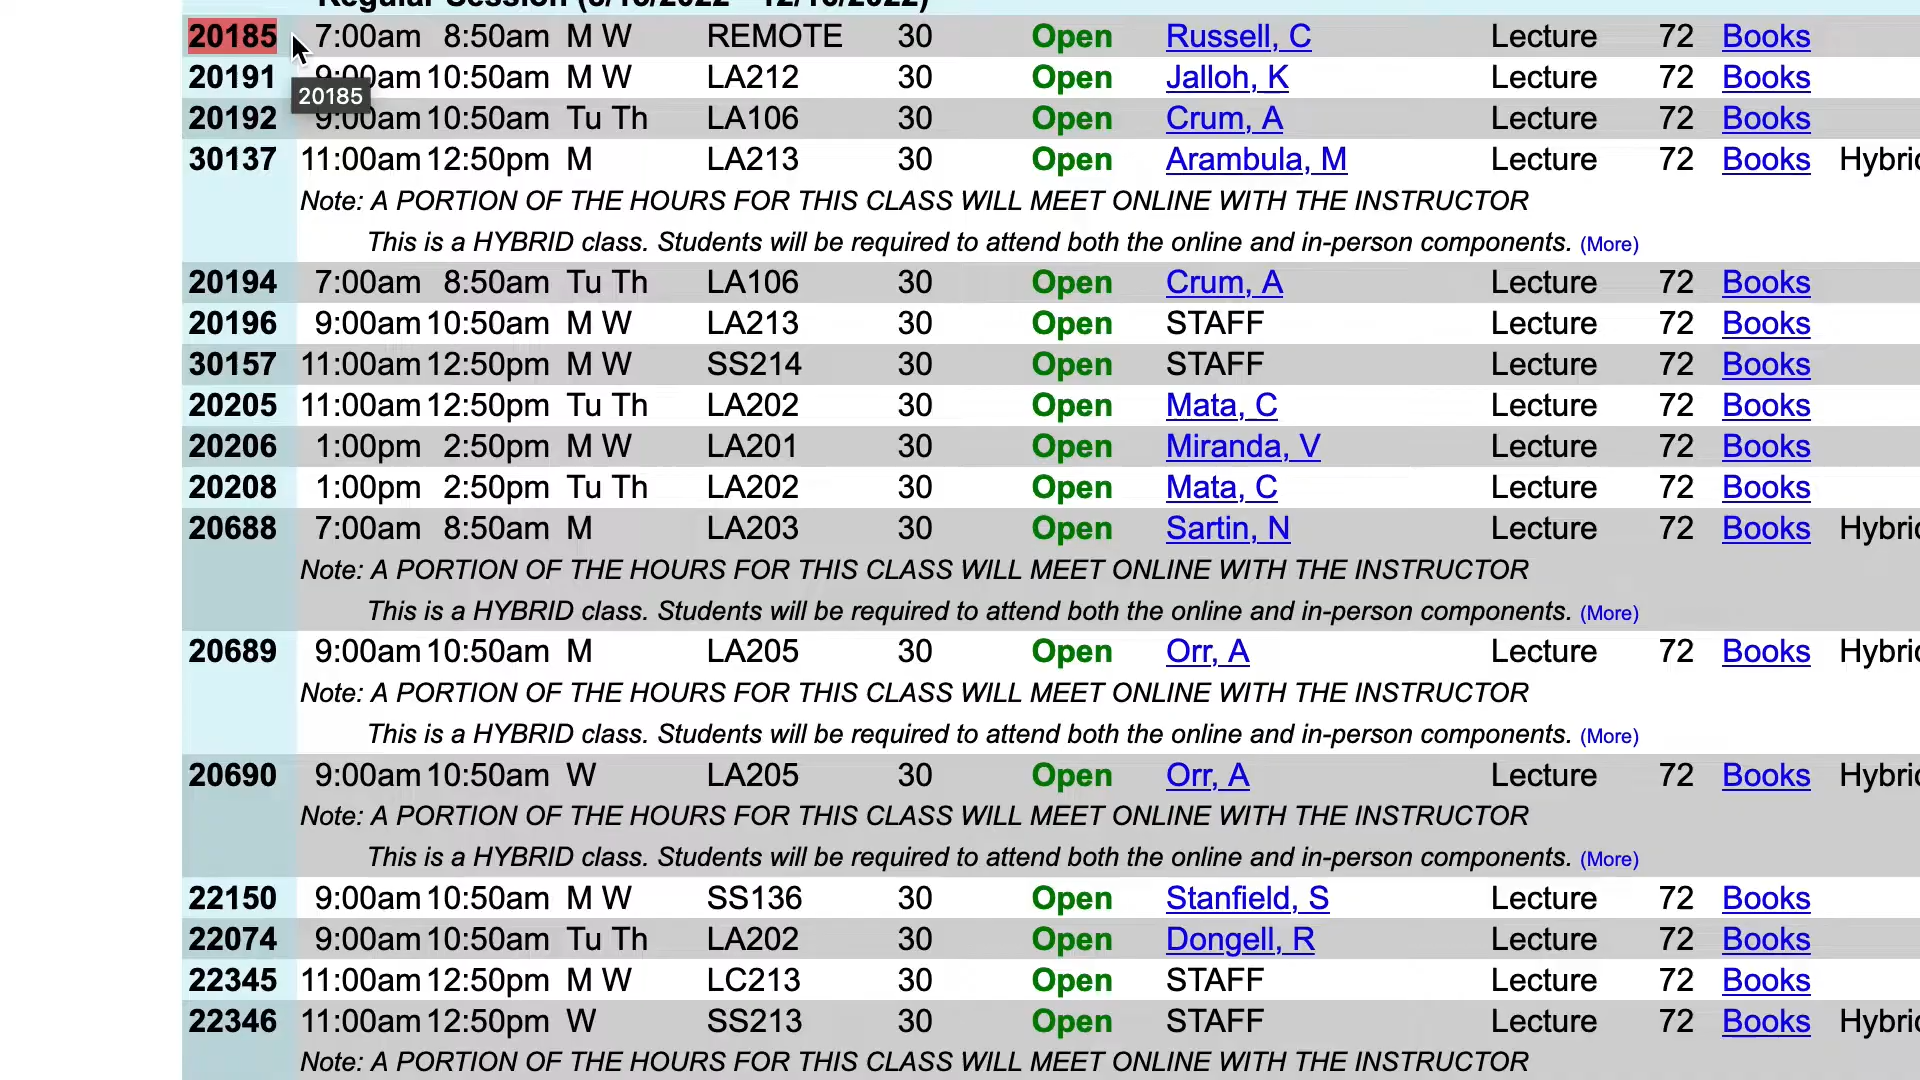 20185 7:00am 8:50am M W REMOTE 30 Open Russell, C Lecture 72 Books
20191 9:00am 10:50am M W LA212 30 Open Jalloh, K Lecture 72 Books
20185
20192 9:00am 10:50am Tu Th LA106 30 Open Crum, A Lecture 72 Books
30137 11:00am 12:50pm M LA213 30 Open Arambula, M Lecture 72 Books
Note: A PORTION OF THE HOURS FOR THIS CLASS WILL MEET ONLINE WITH THE INSTRUCTOR
This is a HYBRID class. Students will be required to attend both the online and in-person components. (More)
20194 7:00am 8:50am Tu Th LA106 30 Open Crum, A Lecture 72 Books
20196 9:00am 10:50am M W LA213 30 Open STAFF Lecture 72 Books
30157 11:00am 12:50pm M W SS214 30 Open STAFF Lecture 72 Books
20205 11:00am 12:50pm Tu Th LA202 30 Open Mata, C Lecture 72 Books
20206 1:00pm 2:50pm M W LA201 30 Open Miranda, V Lecture 72 Books
20208 1:00pm 2:50pm Tu Th LA202 30 Open Mata, C Lecture 72 Books
20688 7:00am 8:50am M LA203 30 Open Sartin, N Lecture 72 Books
Note: A PORTION OF THE HOURS FOR THIS CLASS WILL MEET ONLINE WITH THE INSTRUCTOR
This is a HYBRID class. Students will be required to attend both the online and in-person components. (More)
20689 9:00am 10:50am M LA205 30 Open Orr, A Lecture 72 Books
Note: A PORTION OF THE HOURS FOR THIS CLASS WILL MEET ONLINE WITH THE INSTRUCTOR
This is a HYBRID class. Students will be required to attend both the online and in-person components. (More)
20690 9:00am 10:50am W LA205 30 Open Orr, A Lecture 72 Books
Note: A PORTION OF THE HOURS FOR THIS CLASS WILL MEET ONLINE WITH THE INSTRUCTOR
This is a HYBRID class. Students will be required to attend both the online and in-person components. (More)
22150 9:00am 10:50am M W SS136 30 Open Stanfield, S Lecture 72 Books
22074 9:00am 10:50am Tu Th LA202 30 Open Dongell, R Lecture 72 Books
22345 11:00am 12:50pm M W LC213 30 Open STAFF Lecture 72 Books
22346 11:00am 12:50pm W SS213 30 Open STAFF Lecture 72 Books
Note: A PORTION OF THE HOURS FOR THIS CLASS WILL MEET ONLINE WITH THE INSTRUCTOR